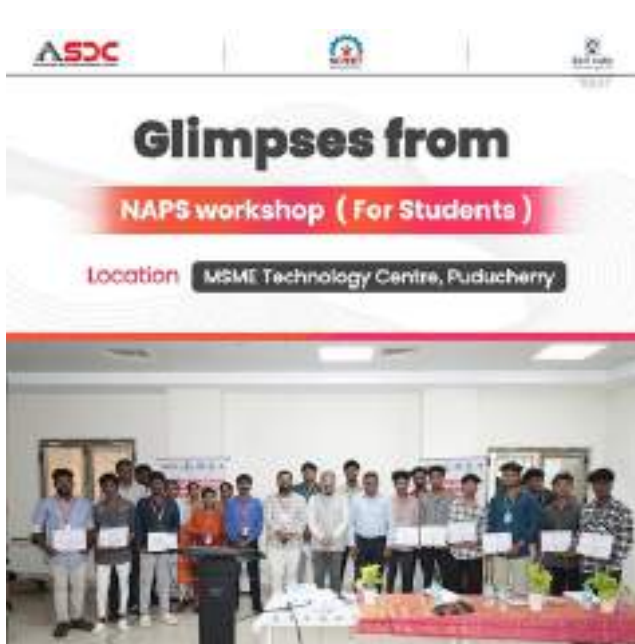 ASDC
Glimpses from
NAPS workshop ( For Students )
Location MSME Technology Centre, Puducherry